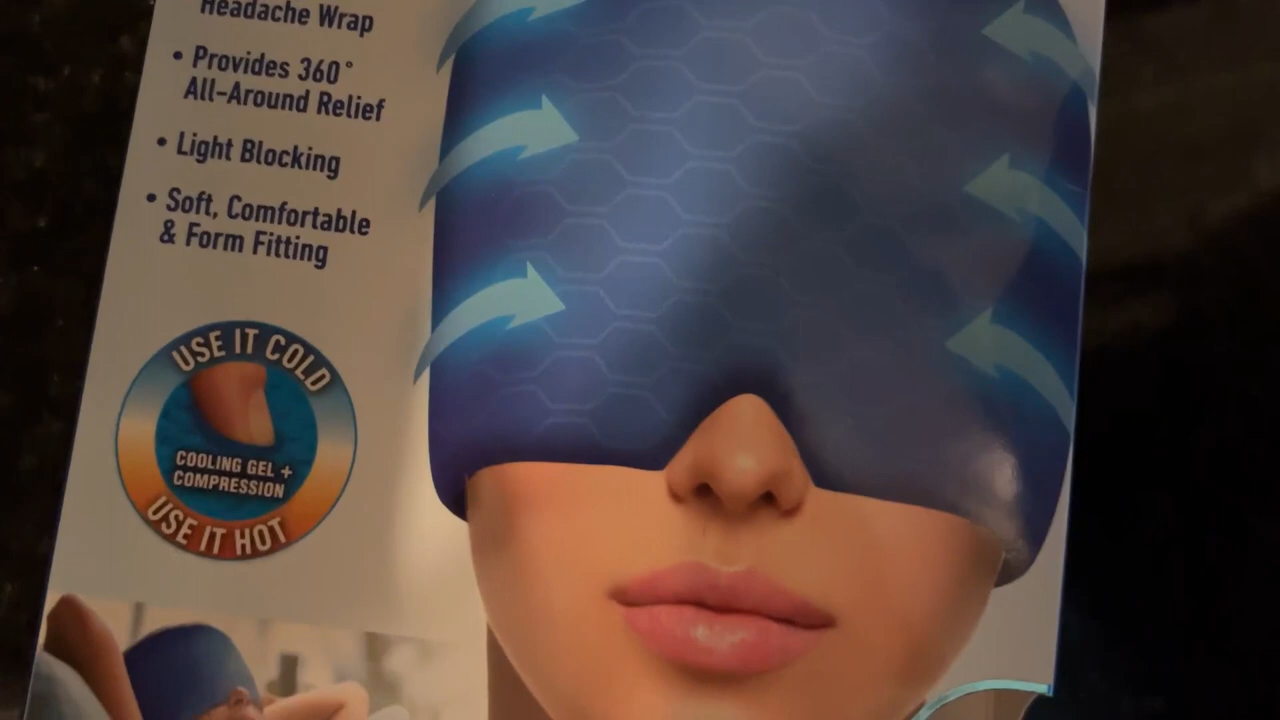 Headache Wrap
• Provides 360°
All-Around Relief
• Light Blocking
• Soft, Comfortable
& Form Fitting
USE IT COLD
COOLING GEL +
COMPRESSION
USE IT HOT